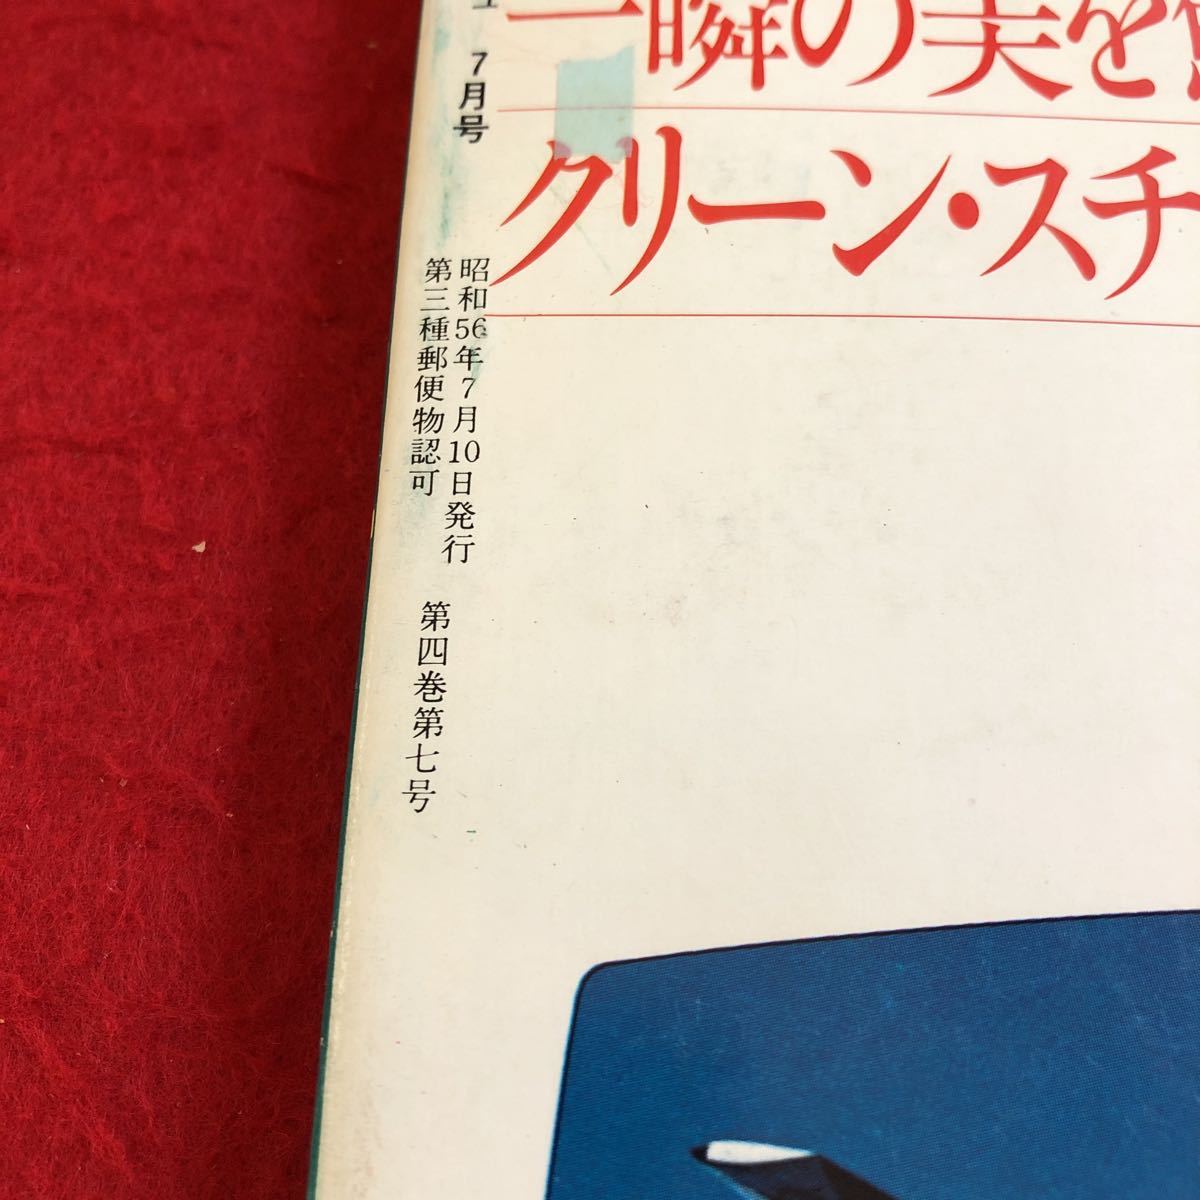 7月号
一瞬の美を
クリーン・スチ
昭和56年7月10日発行
第三種郵便物認可
第四巻第七号